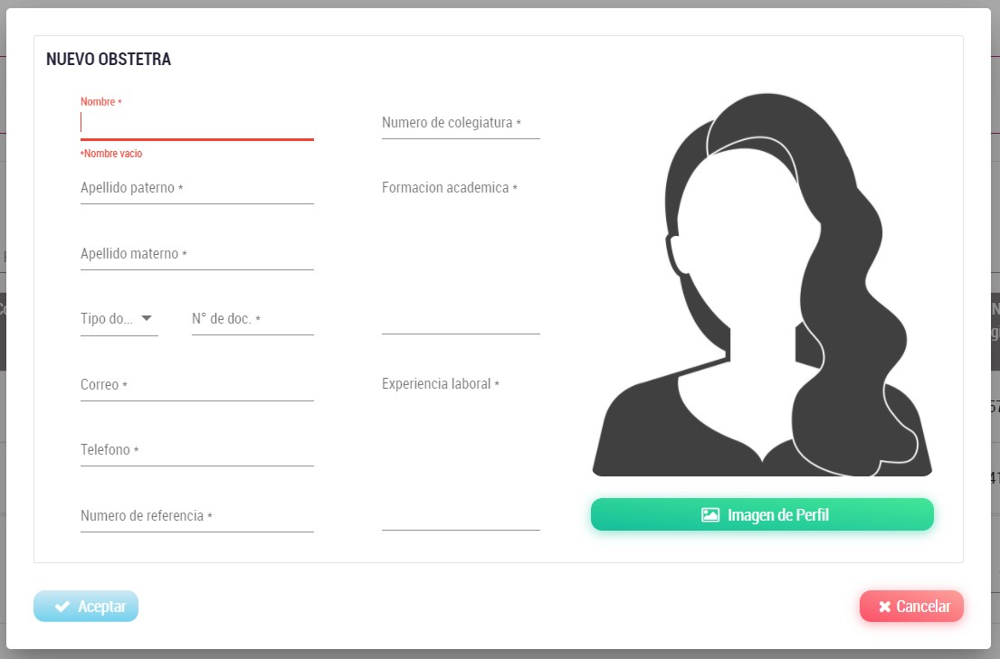 NUEVO OBSTETRA
Nombre *
*Nombre vacio
Numero de colegiatura *
Apellido paterno *
Formacion academica *
Apellido materno *
Tipo do...
N° de doc. *
Correo *
Experiencia laboral *
Telefono *
Numero de referencia *
Imagen de Perfil
Aceptar
Cancelar